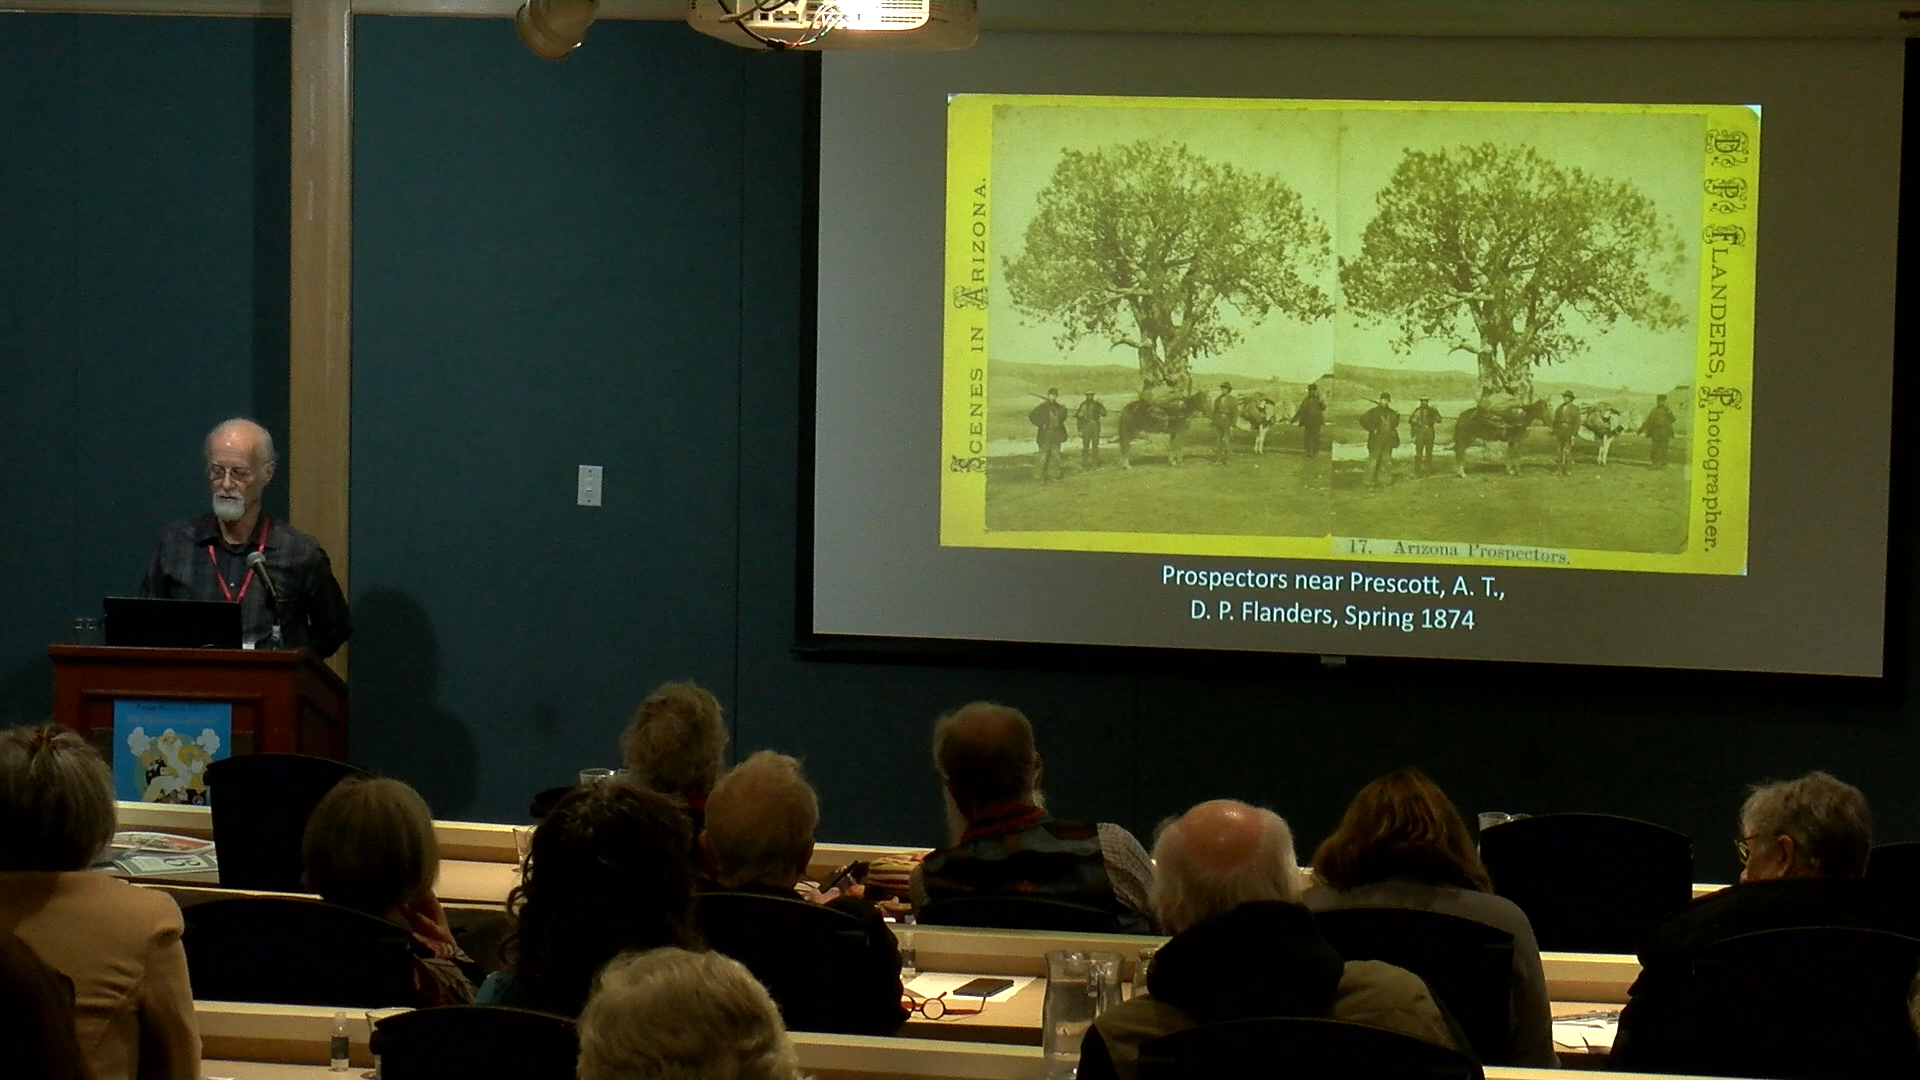 SCENES IN ARIZONA.
D. P. FLANDERS, Photographer.
17. Arizona Prospectors.
Prospectors near Prescott, A. T.,
D. P. Flanders, Spring 1874